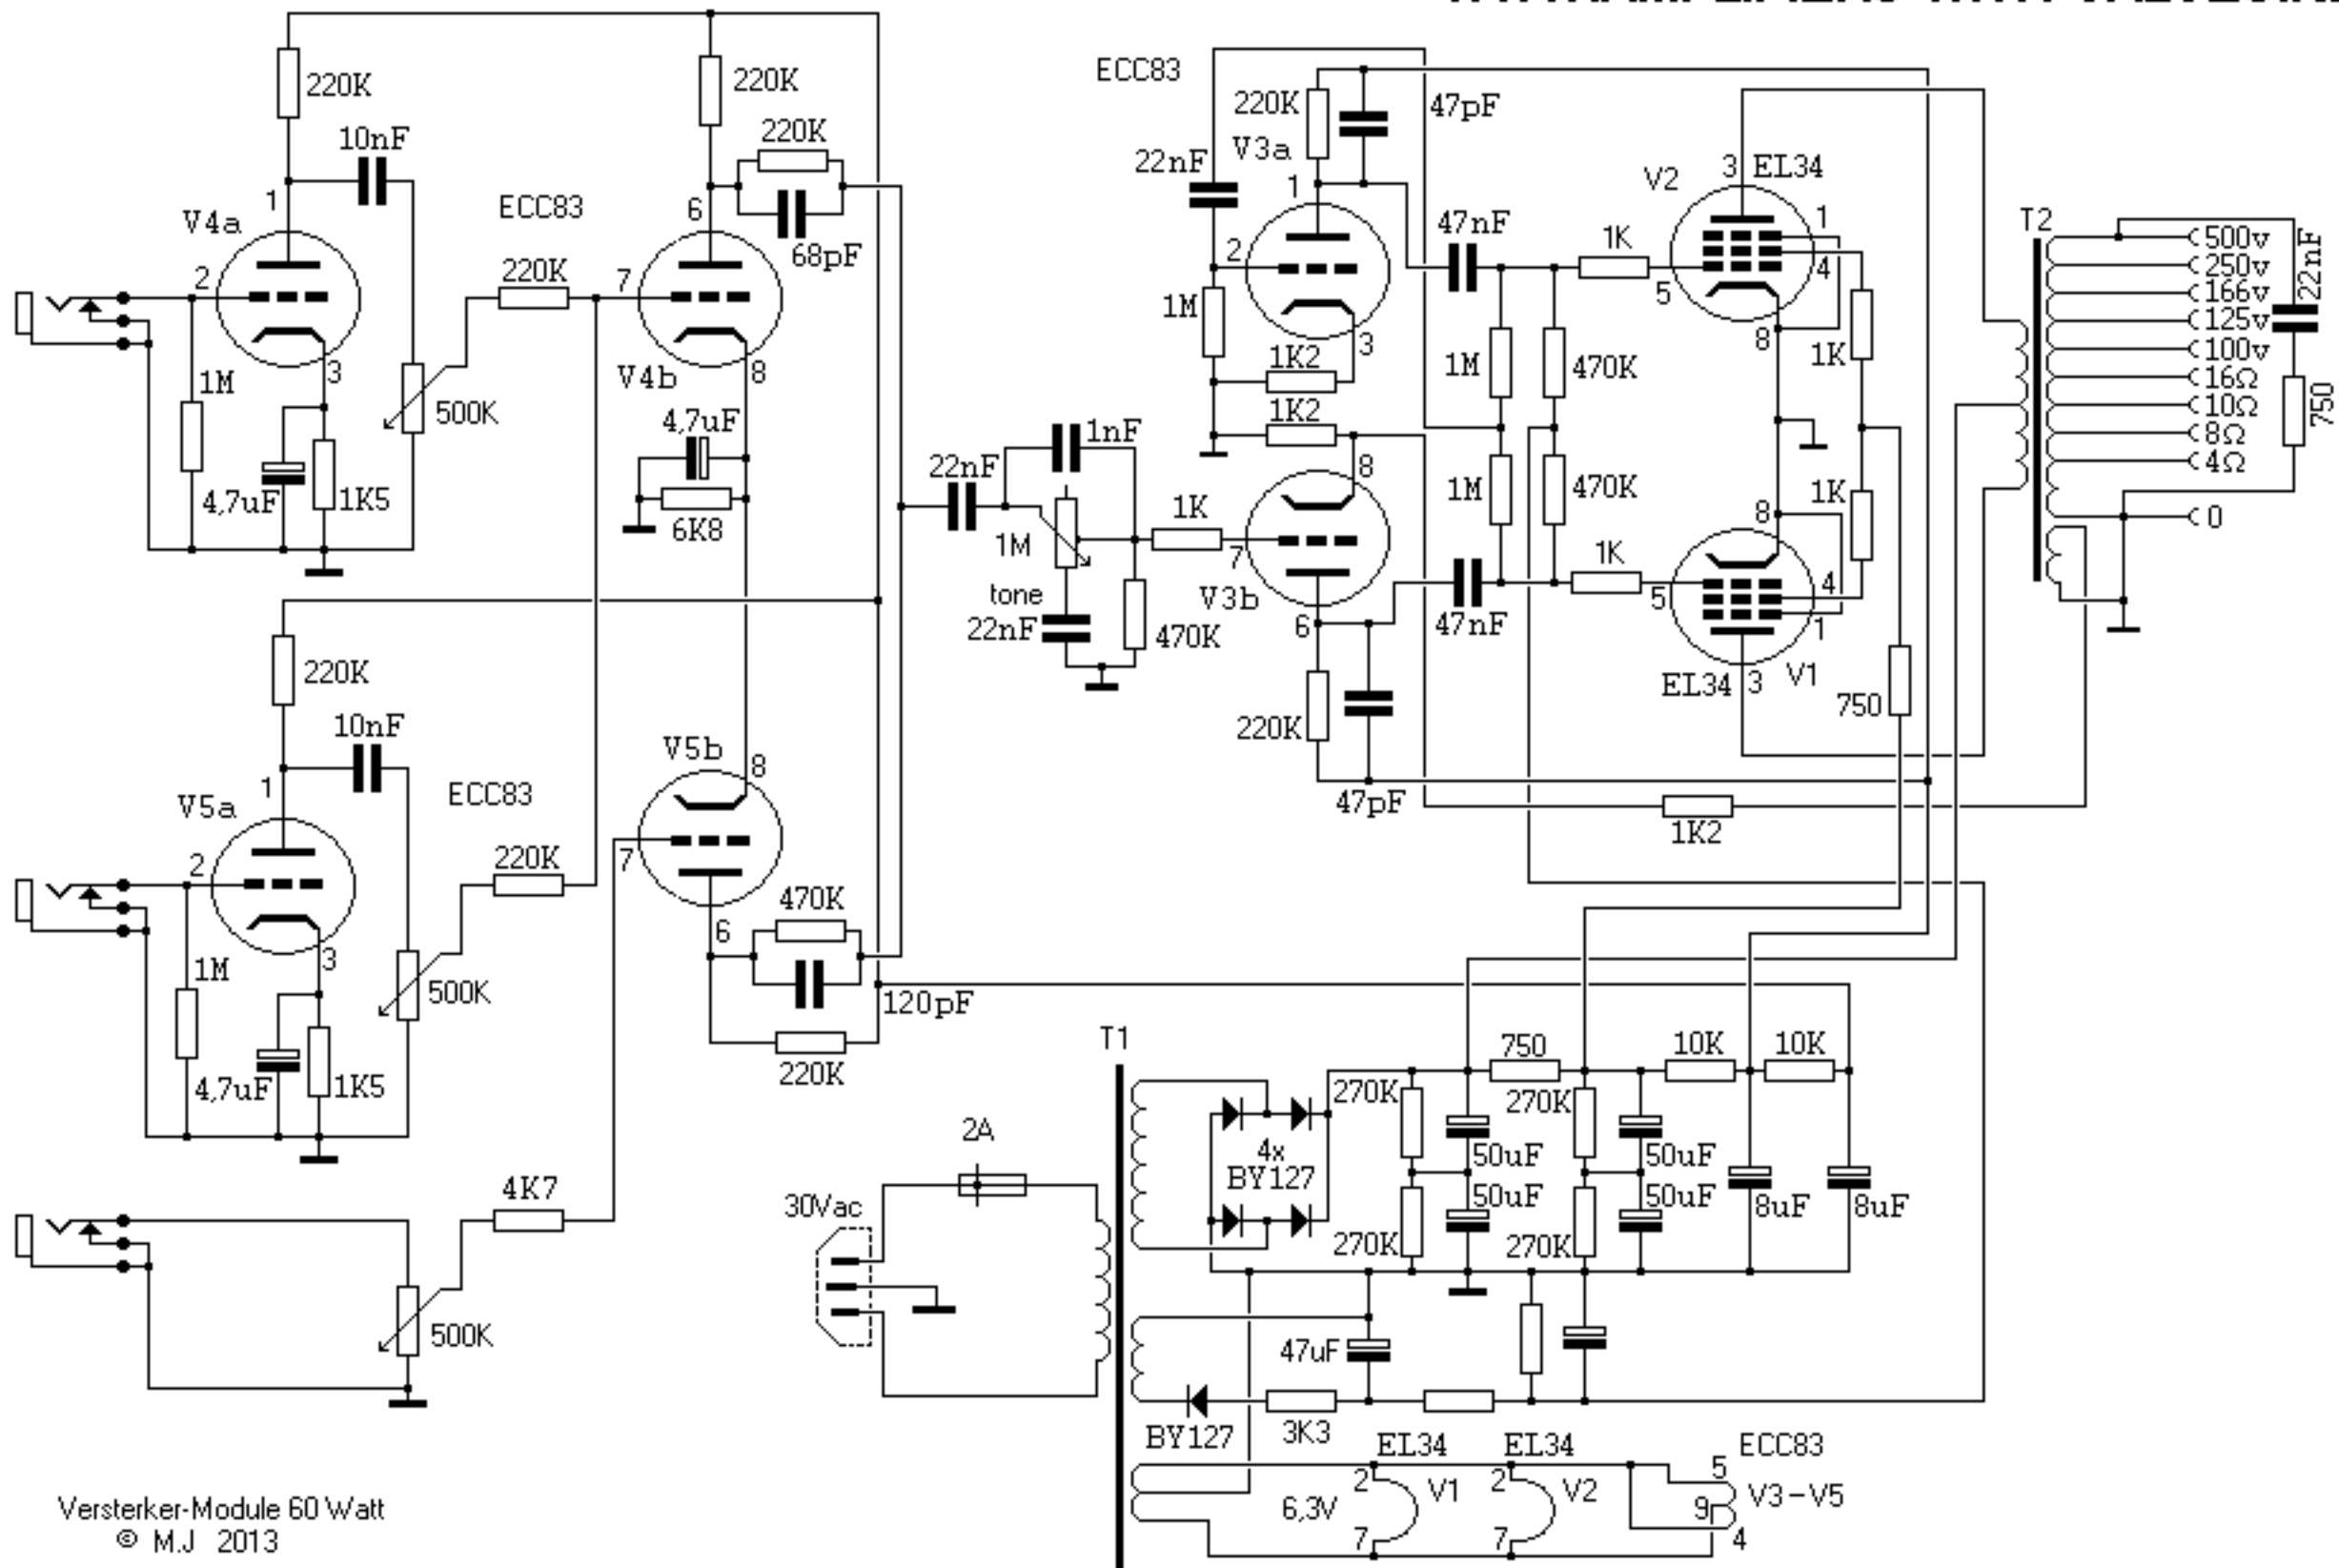 220K
10nF
V4a
1
2
3
1M
4,7uF
1K5
500K
ECC83
220K
220K
220K
68pF
6
7
8
V4b
4,7uF
6K8
220K
10nF
V5a
1
2
3
1M
4,7uF
1K5
500K
ECC83
220K
V5b
8
7
6
470K
120pF
220K
4K7
500K
22nF
1nF
1M
tone
22nF
470K
1K
ECC83
220K
47pF
V3a
22nF
1
2
3
1M
1K2
1K2
8
7
V3b
6
220K
47pF
47nF
1K
1M
470K
1M
470K
47nF
1K
V2
3
EL34
1
4
5
8
1K
1K
8
4
5
1
EL34
3
V1
750
1K2
T2
500v
250v
166v
125v
100v
16Ω
10Ω
8Ω
4Ω
0
22nF
750
T1
2A
30Vac
4x
BY127
270K
270K
50uF
50uF
750
270K
270K
50uF
50uF
10K
10K
8uF
8uF
47uF
BY127
3K3
EL34
EL34
ECC83
2
V1
2
V2
5
V3-V5
6,3V
9
7
7
4
Versterker-Module 60 Watt
© M.J 2013